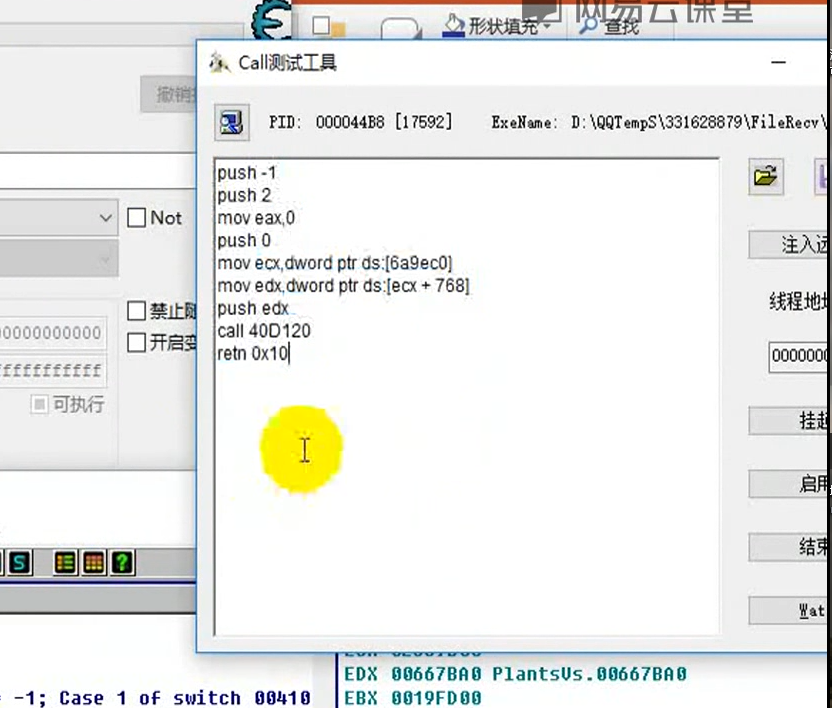 网易云课堂
形状填充
查找
Call测试工具
撤销
PID: 000044B8 [17592] ExeName: D:\QQTempS\331628879\FileRecv\
push -1
push 2
mov eax,0
push 0
mov ecx,dword ptr ds:[6a9ec0]
mov edx,dword ptr ds:[ecx + 768]
push edx
call 40D120
retn 0x10
Not
禁止
开启变
00000000000
fffffffffff
可执行
注入远
线程地址
0000000
挂起
启用
结束
Wat
S
?
EDX 00667BA0 PlantsVs.00667BA0
= -1; Case 1 of switch 00410
EBX 0019FD00